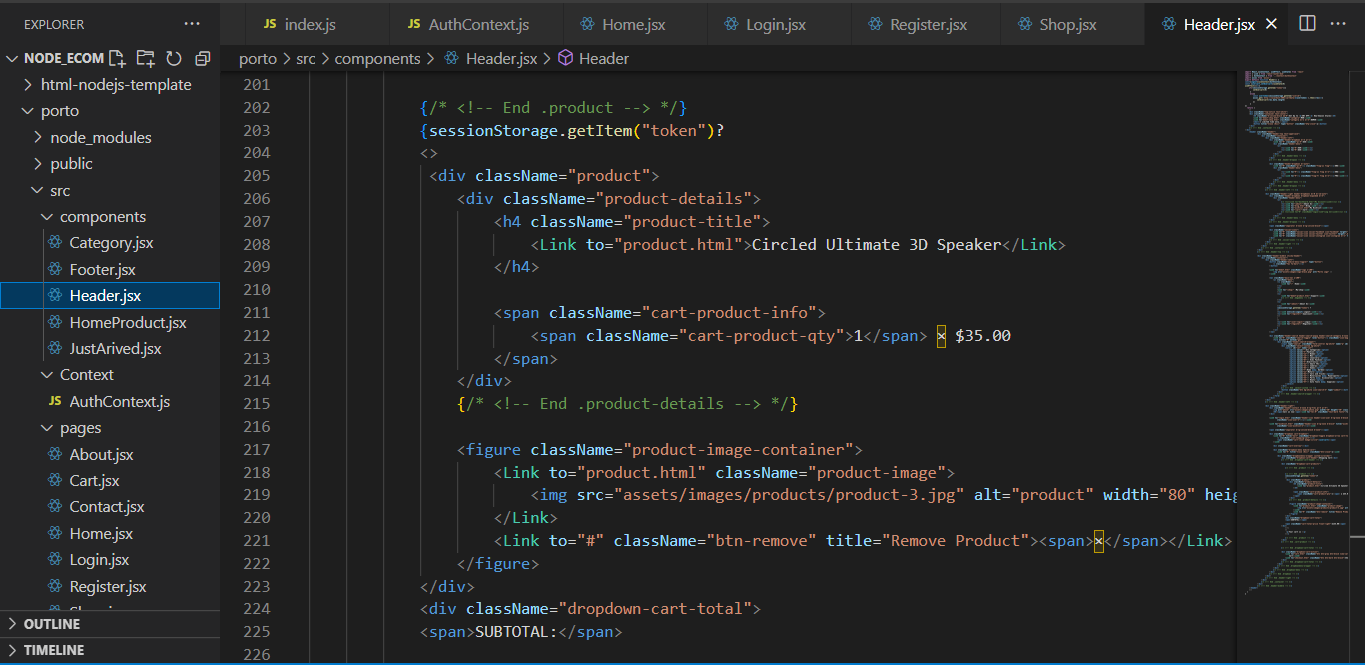 EXPLORER ···
JS index.js JS AuthContext.js Home.jsx Login.jsx Register.jsx Shop.jsx Header.jsx × ···
NODE_ECOM
porto > src > components > Header.jsx > Header
html-nodejs-template
porto
node_modules
public
src
components
Category.jsx
Footer.jsx
Header.jsx
HomeProduct.jsx
JustArived.jsx
Context
JS AuthContext.js
pages
About.jsx
Cart.jsx
Contact.jsx
Home.jsx
Login.jsx
Register.jsx
OUTLINE
TIMELINE
201
202 {/* <!-- End .product --> */}
203 {sessionStorage.getItem("token")?
204 <>
205 <div className="product">
206 <div className="product-details">
207 <h4 className="product-title">
208 <Link to="product.html">Circled Ultimate 3D Speaker</Link>
209 </h4>
210
211 <span className="cart-product-info">
212 <span className="cart-product-qty">1</span> × $35.00
213 </span>
214 </div>
215 {/* <!-- End .product-details --> */}
216
217 <figure className="product-image-container">
218 <Link to="product.html" className="product-image">
219 <img src="assets/images/products/product-3.jpg" alt="product" width="80" heig
220 </Link>
221 <Link to="#" className="btn-remove" title="Remove Product"><span>×</span></Link>
222 </figure>
223 </div>
224 <div className="dropdown-cart-total">
225 <span>SUBTOTAL:</span>
226